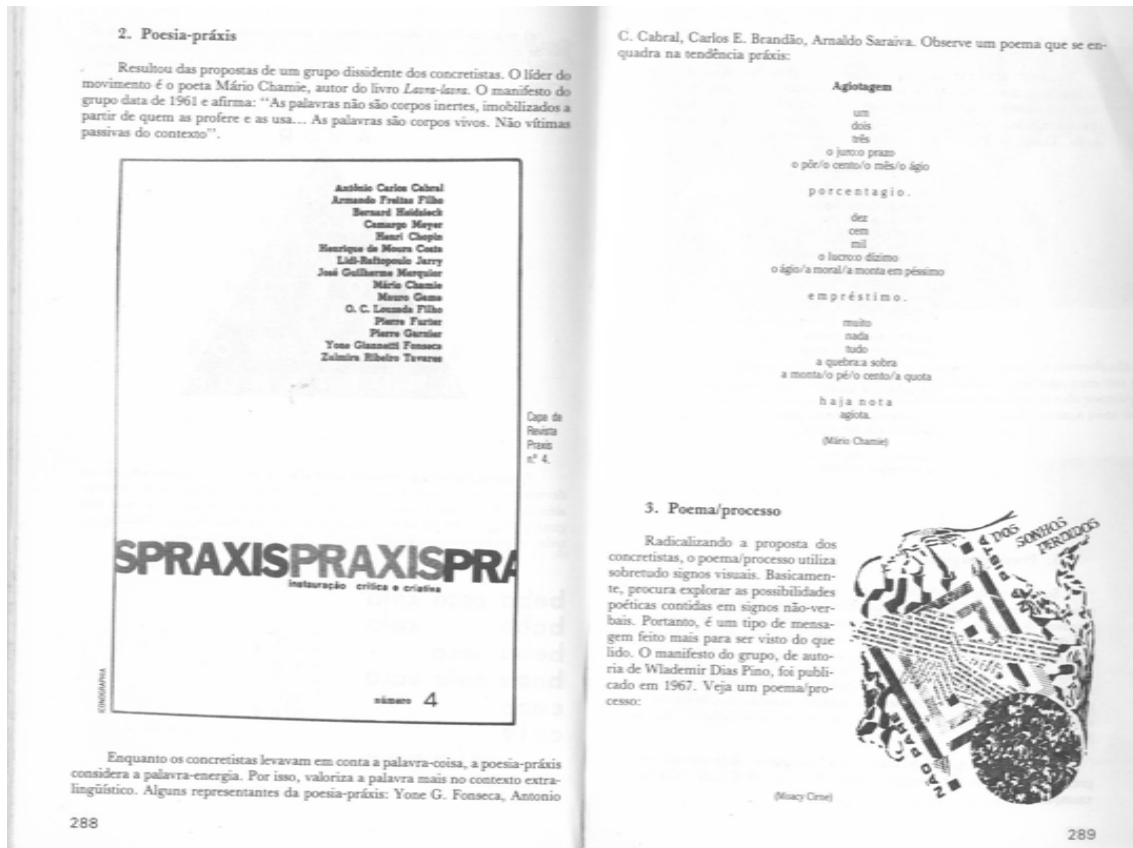 2. Poesia-práxis
Resultou das propostas de um grupo dissidente dos concretistas. O líder do
movimento é o poeta Mário Chamie, autor do livro Lavra-lavra. O manifesto do
grupo data de 1961 e afirma: “As palavras não são corpos inertes, imobilizados a
partir de quem as profere e as usa... As palavras são corpos vivos. Não vítimas
passivas do contexto”.
António Carlos Cabral
Armando Freitas Filho
Bernard Heidsieck
Camargo Meyer
Henri Chopin
Henrique de Moura Costa
Lidi-Raftopoulo Jarry
José Guilherme Merquior
Mário Chamie
Mauro Gama
O. C. Louzada Filho
Pierre Furter
Pierre Garnier
Yone Giannetti Fonseca
Zulmira Ribeiro Tavares
Capa de
Revista
Praxis
n.º 4.
SPRAXISPRAXISPRA
instauração crítica e criativa
número 4
ICONOGRAPHIA
Enquanto os concretistas levavam em conta a palavra-coisa, a poesia-práxis
considera a palavra-energia. Por isso, valoriza a palavra mais no contexto extra-
lingüístico. Alguns representantes da poesia-práxis: Yone G. Fonseca, Antonio
288
C. Cabral, Carlos E. Brandão, Arnaldo Saraiva. Observe um poema que se en-
quadra na tendência práxis:
Agiotagem
um
dois
três
o juro:o prazo
o pôr/o cento/o mês/o ágio
porcentagio.
dez
cem
mil
o lucro:o dízimo
o ágio/a moral/a monta em péssimo
empréstimo.
muito
nada
tudo
a quebra:a sobra
a monta/o pé/o cento/a quota
haja nota
agiota.
(Mário Chamie)
3. Poema/processo
Radicalizando a proposta dos
concretistas, o poema/processo utiliza
sobretudo signos visuais. Basicamen-
te, procura explorar as possibilidades
poéticas contidas em signos não-ver-
bais. Portanto, é um tipo de mensa-
gem feito mais para ser visto do que
lido. O manifesto do grupo, de auto-
ria de Wlademir Dias Pino, foi publi-
cado em 1967. Veja um poema/pro-
cesso:
PISTA DOS SONHOS
PERDIDOS
NÃO PAR
(Moacy Cirne)
289